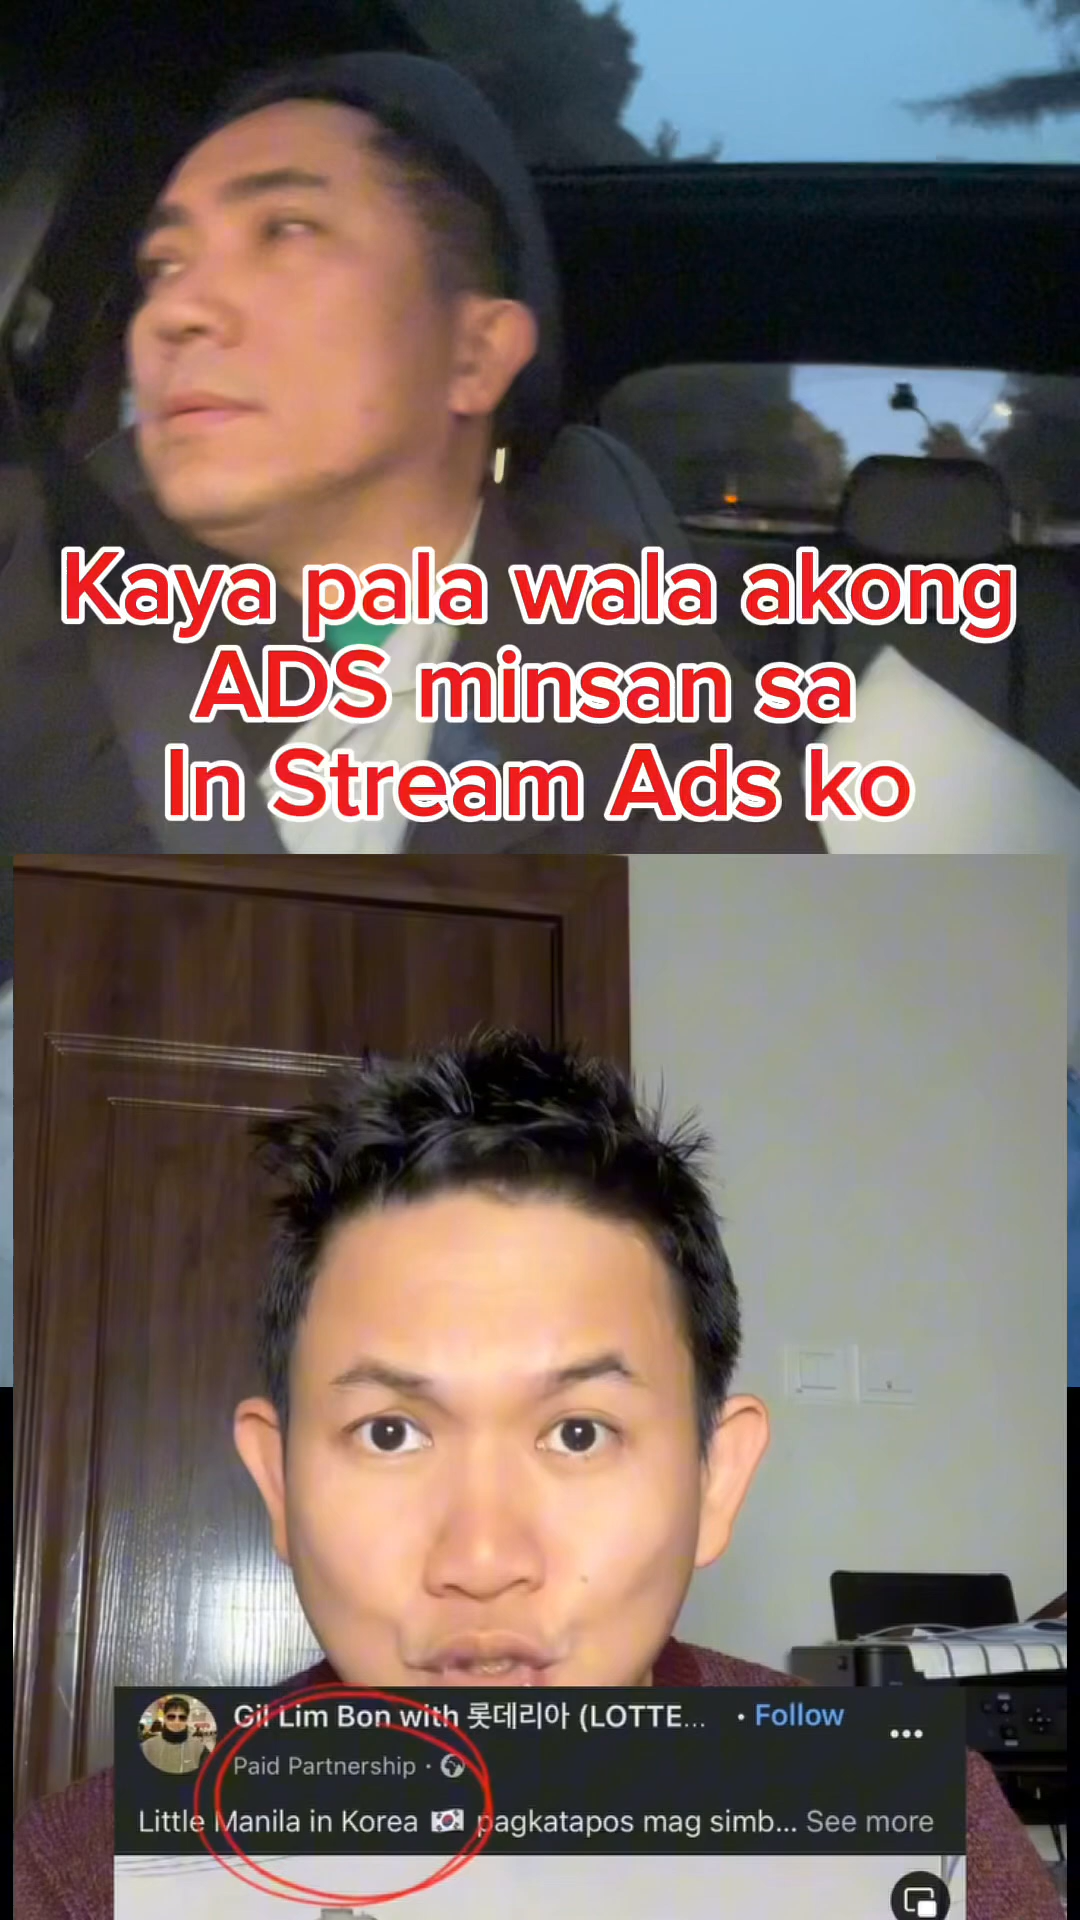 Kaya pala wala akong
ADS minsan sa
In Stream Ads ko
Gil Lim Bon with 롯데리아 (LOTTE... • Follow
Paid Partnership •
Little Manila in Korea 🇰🇷 pagkatapos mag simb... See more